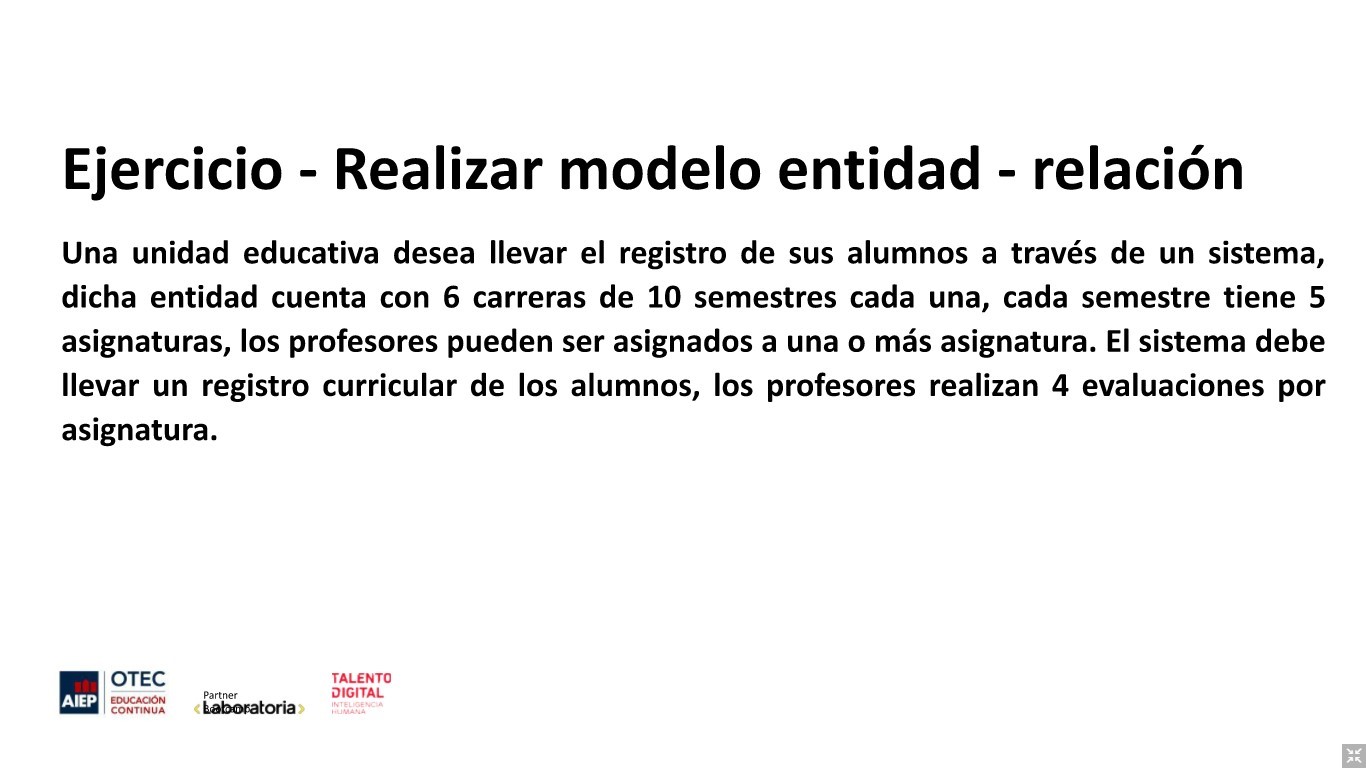 Ejercicio - Realizar modelo entidad - relación
Una unidad educativa desea llevar el registro de sus alumnos a través de un sistema,
dicha entidad cuenta con 6 carreras de 10 semestres cada una, cada semestre tiene 5
asignaturas, los profesores pueden ser asignados a una o más asignatura. El sistema debe
llevar un registro curricular de los alumnos, los profesores realizan 4 evaluaciones por
asignatura.
AIEP
OTEC
EDUCACIÓN
CONTINUA
Partner
<Laboratoria>
TALENTO
DIGITAL
INTELIGENCIA
HUMANA